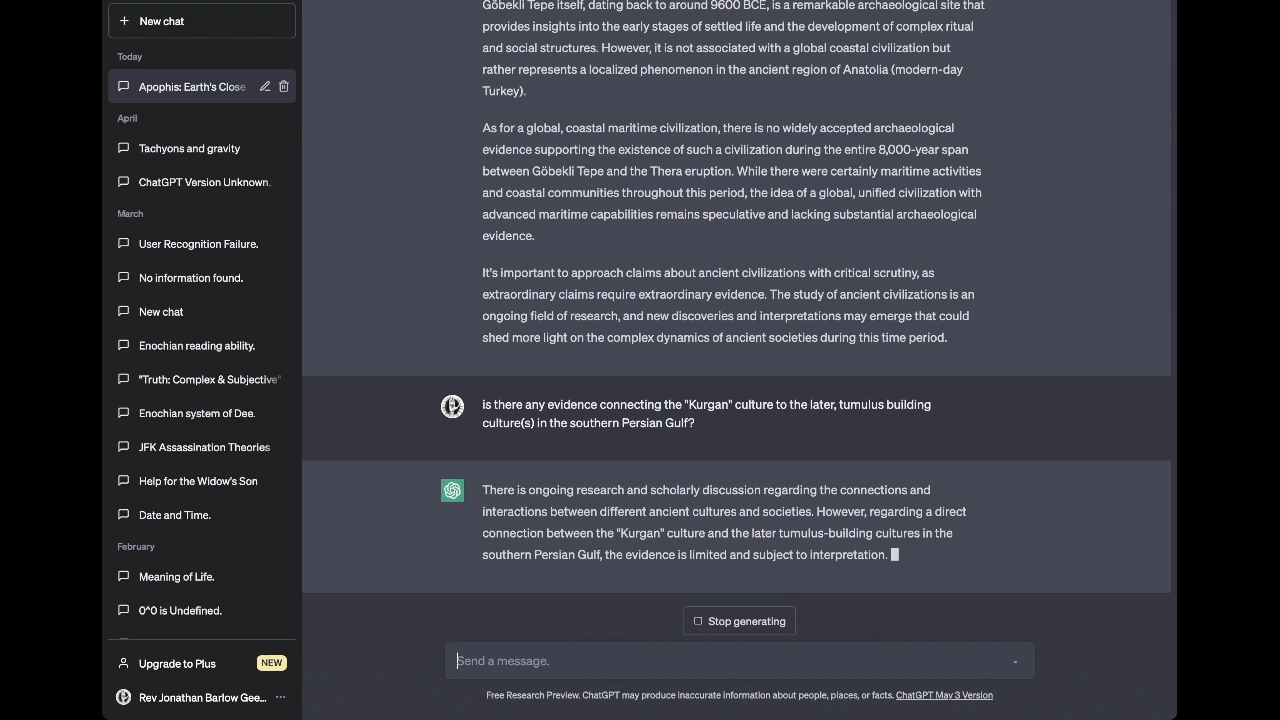 New chat
Today
Apophis: Earth's Close
April
Tachyons and gravity
ChatGPT Version Unknown.
March
User Recognition Failure.
No information found.
New chat
Enochian reading ability.
"Truth: Complex & Subjective"
Enochian system of Dee.
JFK Assassination Theories
Help for the Widow's Son
Date and Time.
February
Meaning of Life.
0^0 is Undefined.
Upgrade to Plus
NEW
Rev Jonathan Barlow Gee...
Göbekli Tepe itself, dating back to around 9600 BCE, is a remarkable archaeological site that
provides insights into the early stages of settled life and the development of complex ritual
and social structures. However, it is not associated with a global coastal civilization but
rather represents a localized phenomenon in the ancient region of Anatolia (modern-day
Turkey).
As for a global, coastal maritime civilization, there is no widely accepted archaeological
evidence supporting the existence of such a civilization during the entire 8,000-year span
between Göbekli Tepe and the Thera eruption. While there were certainly maritime activities
and coastal communities throughout this period, the idea of a global, unified civilization with
advanced maritime capabilities remains speculative and lacking substantial archaeological
evidence.
It's important to approach claims about ancient civilizations with critical scrutiny, as
extraordinary claims require extraordinary evidence. The study of ancient civilizations is an
ongoing field of research, and new discoveries and interpretations may emerge that could
shed more light on the complex dynamics of ancient societies during this time period.
is there any evidence connecting the "Kurgan" culture to the later, tumulus building
culture(s) in the southern Persian Gulf?
There is ongoing research and scholarly discussion regarding the connections and
interactions between different ancient cultures and societies. However, regarding a direct
connection between the "Kurgan" culture and the later tumulus-building cultures in the
southern Persian Gulf, the evidence is limited and subject to interpretation.
Stop generating
Send a message.
Free Research Preview. ChatGPT may produce inaccurate information about people, places, or facts. ChatGPT May 3 Version